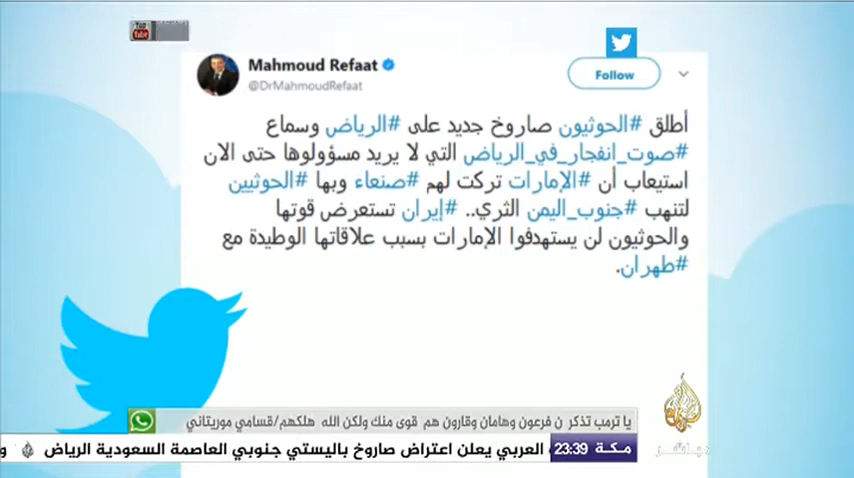 You
Tube
Mahmoud Refaat
@DrMahmoudRefaat
Follow
أطلق #الحوثيون صاروخ جديد على #الرياض وسماع
#صوت_انفجار_في_الرياض التي لا يريد مسؤولوها حتى الان
استيعاب أن #الإمارات تركت لهم #صنعاء وبها #الحوثيين
لتنهب #جنوب_اليمن الثري.. #إيران تستعرض قوتها
والحوثيون لن يستهدفوا الإمارات بسبب علاقاتها الوطيدة مع
#طهران.
يا ترمب تذكر ن فرعون وهامان وقارون هم قوى منك ولكن الله هلكهم/قسامي موريتاني
مكة 23:39
العربي يعلن اعتراض صاروخ باليستي جنوبي العاصمة السعودية الرياض
مباشر